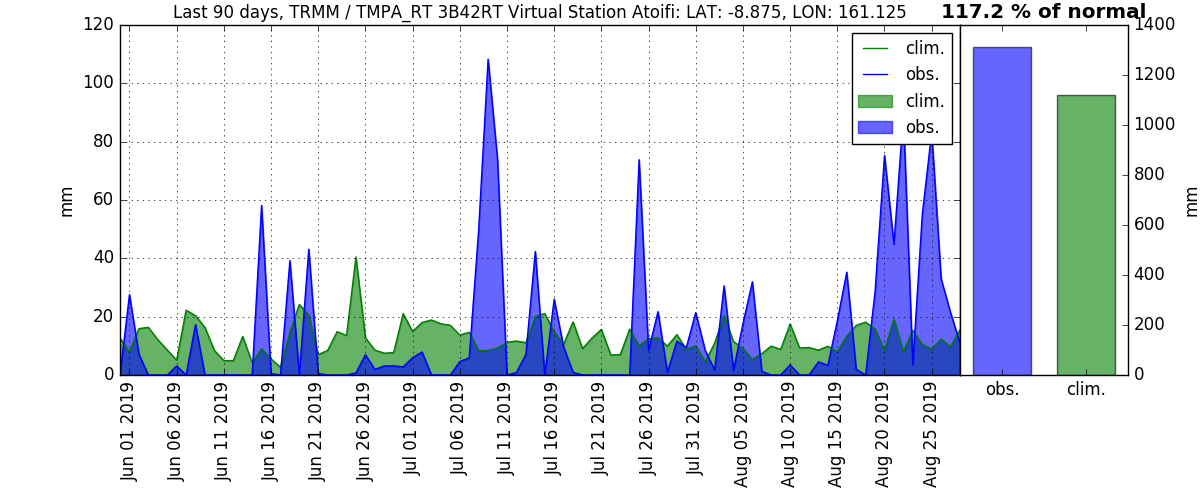 Last 90 days, TRMM / TMPA_RT 3B42RT Virtual Station Atoifi: LAT: -8.875, LON: 161.125
117.2 % of normal
mm
120
100
80
60
40
20
0
clim.
obs.
clim.
obs.
1400
1200
1000
800
600
400
200
0
mm
Jun 01 2019
Jun 06 2019
Jun 11 2019
Jun 16 2019
Jun 21 2019
Jun 26 2019
Jul 01 2019
Jul 06 2019
Jul 11 2019
Jul 16 2019
Jul 21 2019
Jul 26 2019
Jul 31 2019
Aug 05 2019
Aug 10 2019
Aug 15 2019
Aug 20 2019
Aug 25 2019
obs.
clim.